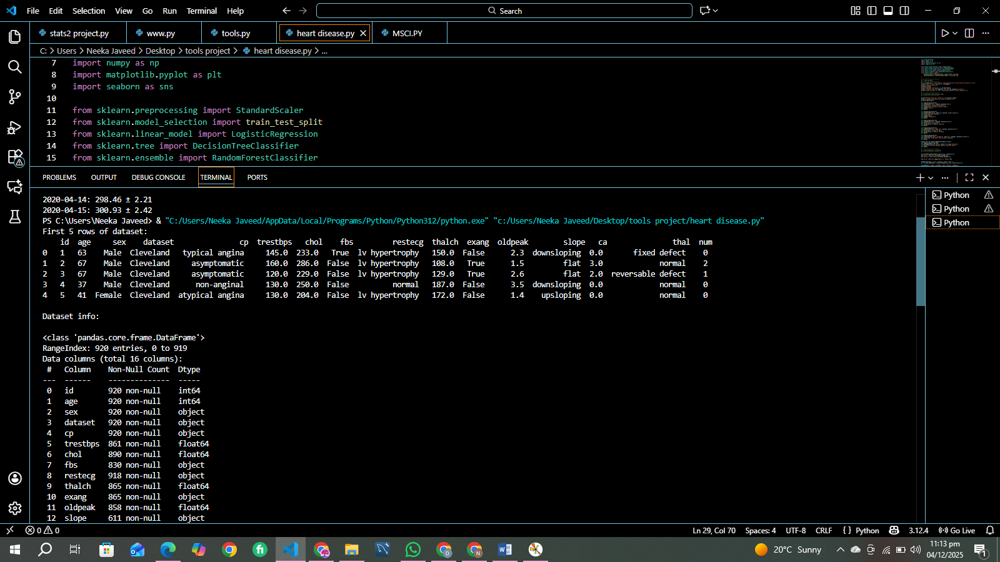 File Edit Selection View Go Run Terminal Help
Search
stats2 project.py www.py tools.py heart disease.py MSCI.PY
C: > Users > Neeka Javeed > Desktop > tools project > heart disease.py > ...
7 import numpy as np
8 import matplotlib.pyplot as plt
9 import seaborn as sns
10
11 from sklearn.preprocessing import StandardScaler
12 from sklearn.model_selection import train_test_split
13 from sklearn.linear_model import LogisticRegression
14 from sklearn.tree import DecisionTreeClassifier
15 from sklearn.ensemble import RandomForestClassifier
PROBLEMS OUTPUT DEBUG CONSOLE TERMINAL PORTS
Python
Python
Python
2020-04-14: 298.46 ± 2.21
2020-04-15: 300.93 ± 2.42
PS C:\Users\Neeka Javeed> & "C:/Users/Neeka Javeed/AppData/Local/Programs/Python/Python312/python.exe" "c:/Users/Neeka Javeed/Desktop/tools project/heart disease.py"
First 5 rows of dataset:
id age sex dataset cp trestbps chol fbs restecg thalch exang oldpeak slope ca thal num
0 1 63 Male Cleveland typical angina 145.0 233.0 True lv hypertrophy 150.0 False 2.3 downsloping 0.0 fixed defect 0
1 2 67 Male Cleveland asymptomatic 160.0 286.0 False lv hypertrophy 108.0 True 1.5 flat 3.0 normal 2
2 3 67 Male Cleveland asymptomatic 120.0 229.0 False lv hypertrophy 129.0 True 2.6 flat 2.0 reversable defect 1
3 4 37 Male Cleveland non-anginal 130.0 250.0 False normal 187.0 False 3.5 downsloping 0.0 normal 0
4 5 41 Female Cleveland atypical angina 130.0 204.0 False lv hypertrophy 172.0 False 1.4 upsloping 0.0 normal 0
Dataset info:
<class 'pandas.core.frame.DataFrame'>
RangeIndex: 920 entries, 0 to 919
Data columns (total 16 columns):
# Column Non-Null Count Dtype
--- ------ -------------- -----
0 id 920 non-null int64
1 age 920 non-null int64
2 sex 920 non-null object
3 dataset 920 non-null object
4 cp 920 non-null object
5 trestbps 861 non-null float64
6 chol 890 non-null float64
7 fbs 830 non-null object
8 restecg 918 non-null object
9 thalch 865 non-null float64
10 exang 865 non-null object
11 oldpeak 858 non-null float64
12 slope 611 non-null object
0 0 Ln 29, Col 70 Spaces: 4 UTF-8 CRLF { } Python 3.12.4 Go Live
20°C Sunny
11:13 pm
04/12/2025
1